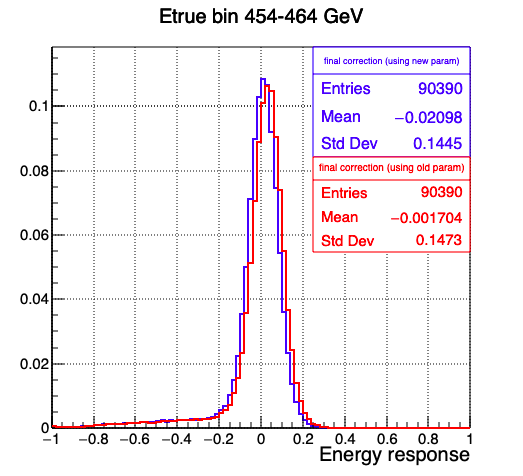 Etrue bin 454-464 GeV
final correction (using new param)
Entries 90390
Mean −0.02098
Std Dev 0.1445
final correction (using old param)
Entries 90390
Mean −0.001704
Std Dev 0.1473
0.1
0.08
0.06
0.04
0.02
0
−1 −0.8 −0.6 −0.4 −0.2 0 0.2 0.4 0.6 0.8 1
Energy response